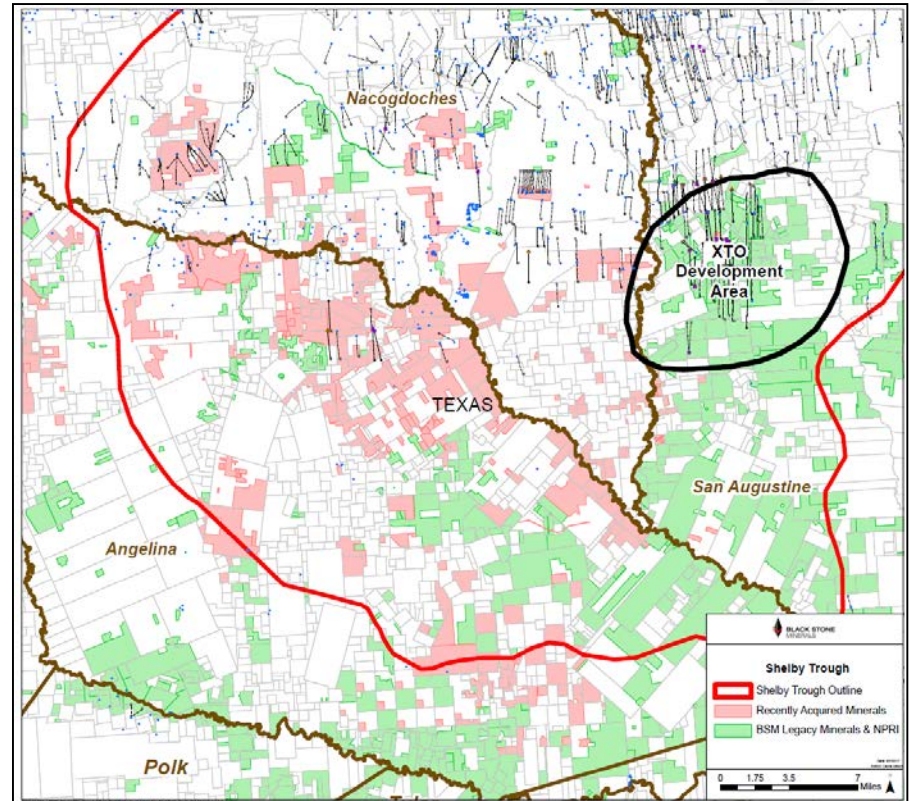 Nacogdoches
XTO
Development
Area
TEXAS
San Augustine
Angelina
Polk
BLACK STONE
MINERALS
Shelby Trough
Shelby Trough Outline
Recently Acquired Minerals
BSM Legacy Minerals & NPRI
0 1.75 3.5 7
Miles